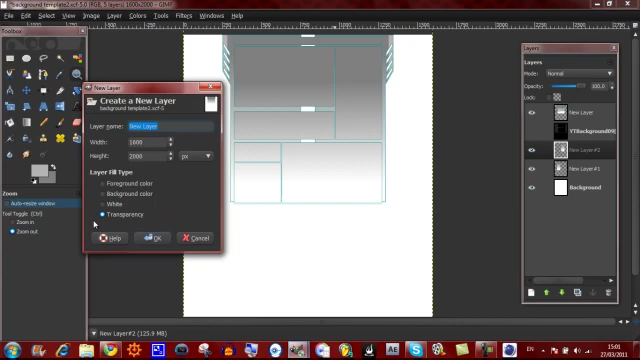 *background template2.xcf-5.0 (RGB, 5 layers) 1600x2000 – GIMP
File Edit Select View Image Layer Colors Tools Filters Windows Help
Toolbox
Zoom
Auto-resize window
Tool Toggle (Ctrl)
Zoom in
Zoom out
New Layer
Create a New Layer
background template2.xcf-5
Layer name: New Layer
Width: 1600
Height: 2000 px
Layer Fill Type
Foreground color
Background color
White
Transparency
Help OK Cancel
Layers
Layers
Mode: Normal
Opacity: 100.0
Lock:
New Layer
YTBackground09
New Layer#2
New Layer#1
Background
New Layer#2 (125.9 MB)
EN
15:01
27/03/2011